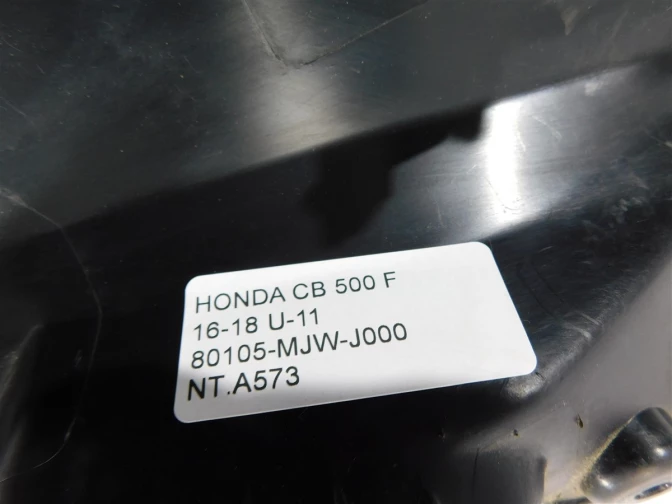 HONDA CB 500 F
16-18 U-11
80105-MJW-J000
NT.A573